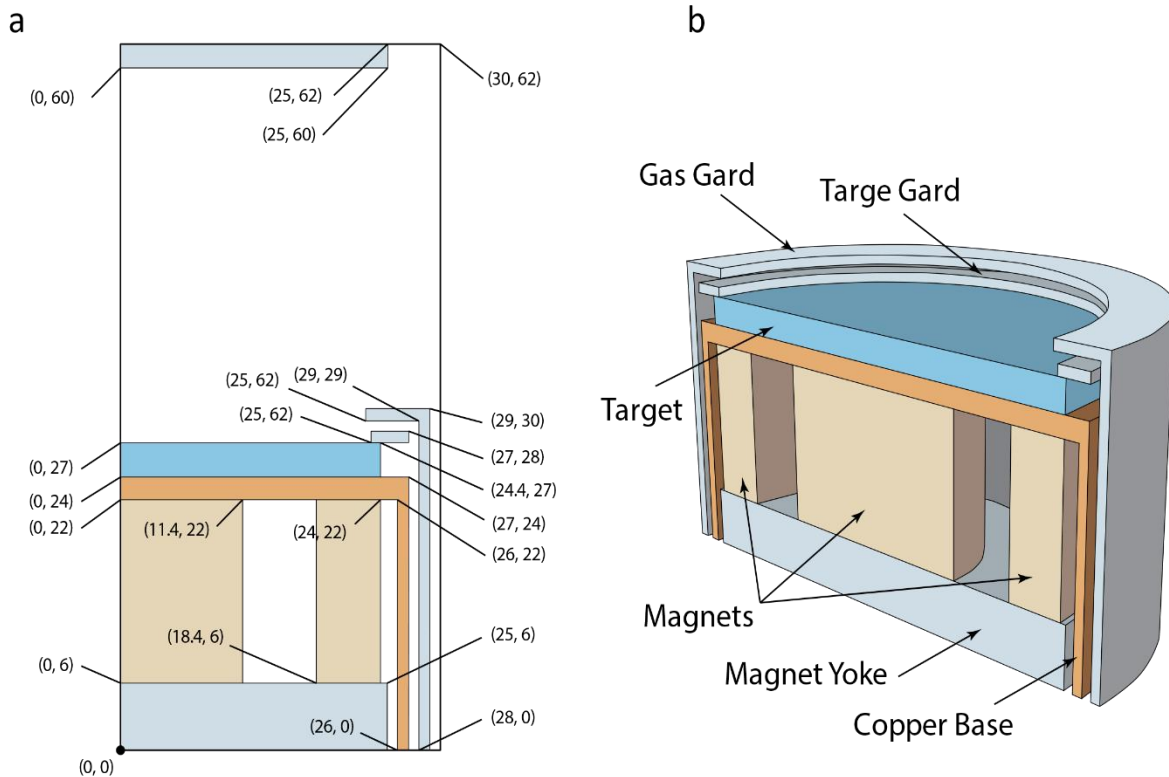 a
(0, 60)
(25, 62)
(25, 60)
(30, 62)
(25, 62)
(29, 29)
(25, 62)
(29, 30)
(27, 28)
(0, 27)
(24.4, 27)
(0, 24)
(27, 24)
(0, 22)
(11.4, 22)
(24, 22)
(26, 22)
(18.4, 6)
(25, 6)
(0, 6)
(26, 0)
(28, 0)
(0, 0)
b
Gas Gard
Targe Gard
Target
Magnets
Magnet Yoke
Copper Base